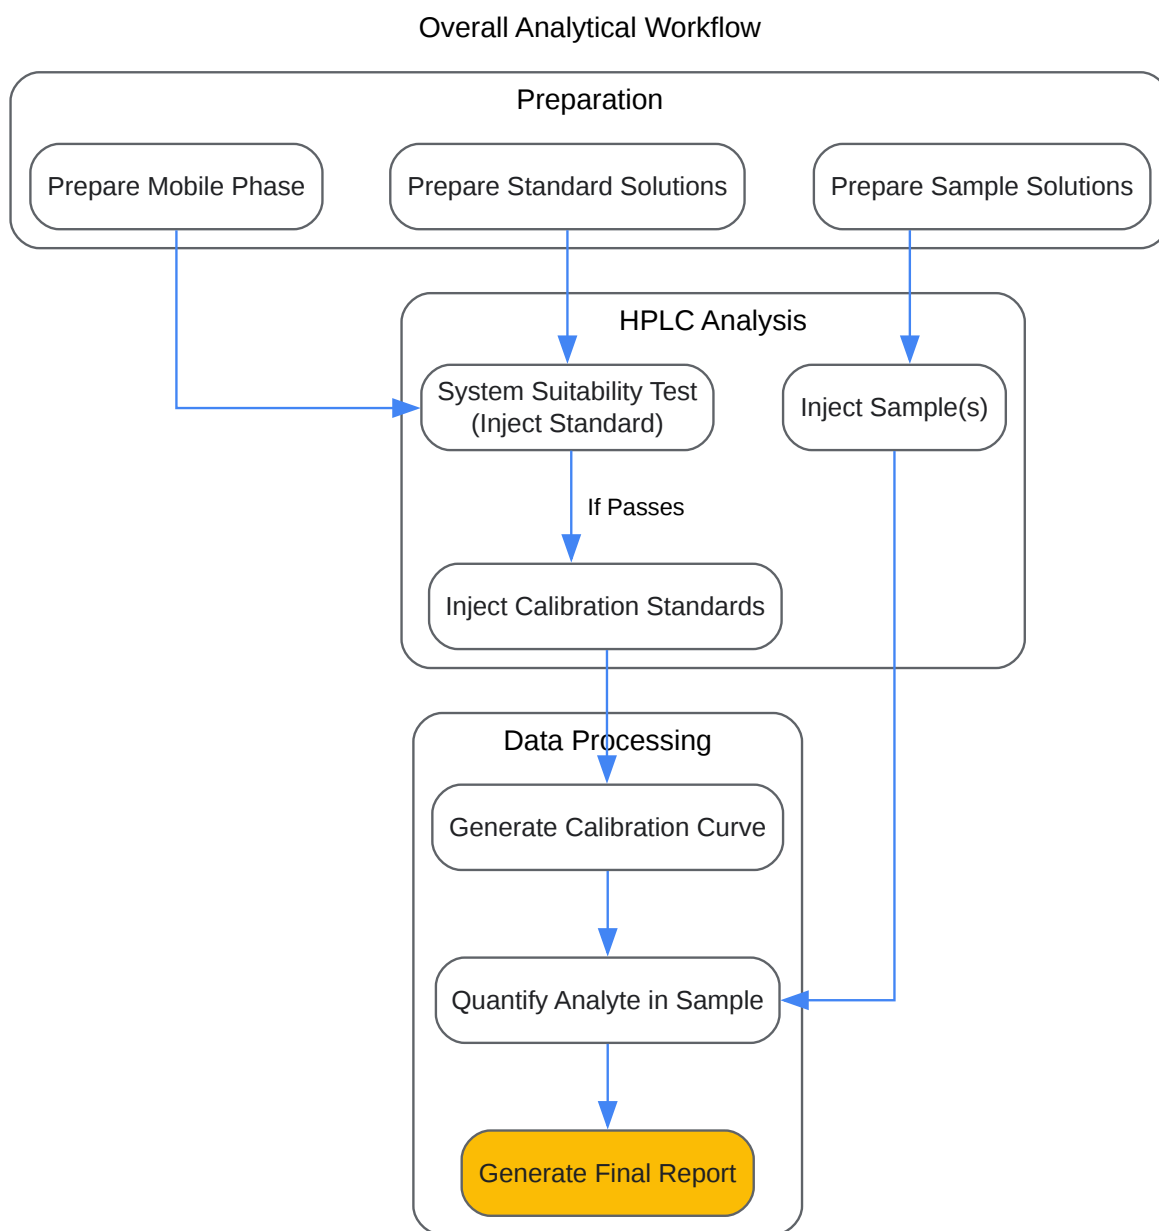 Overall Analytical Workflow
Preparation
Prepare Mobile Phase
Prepare Standard Solutions
Prepare Sample Solutions
HPLC Analysis
System Suitability Test
(Inject Standard)
Inject Sample(s)
If Passes
Inject Calibration Standards
Data Processing
Generate Calibration Curve
Quantify Analyte in Sample
Generate Final Report